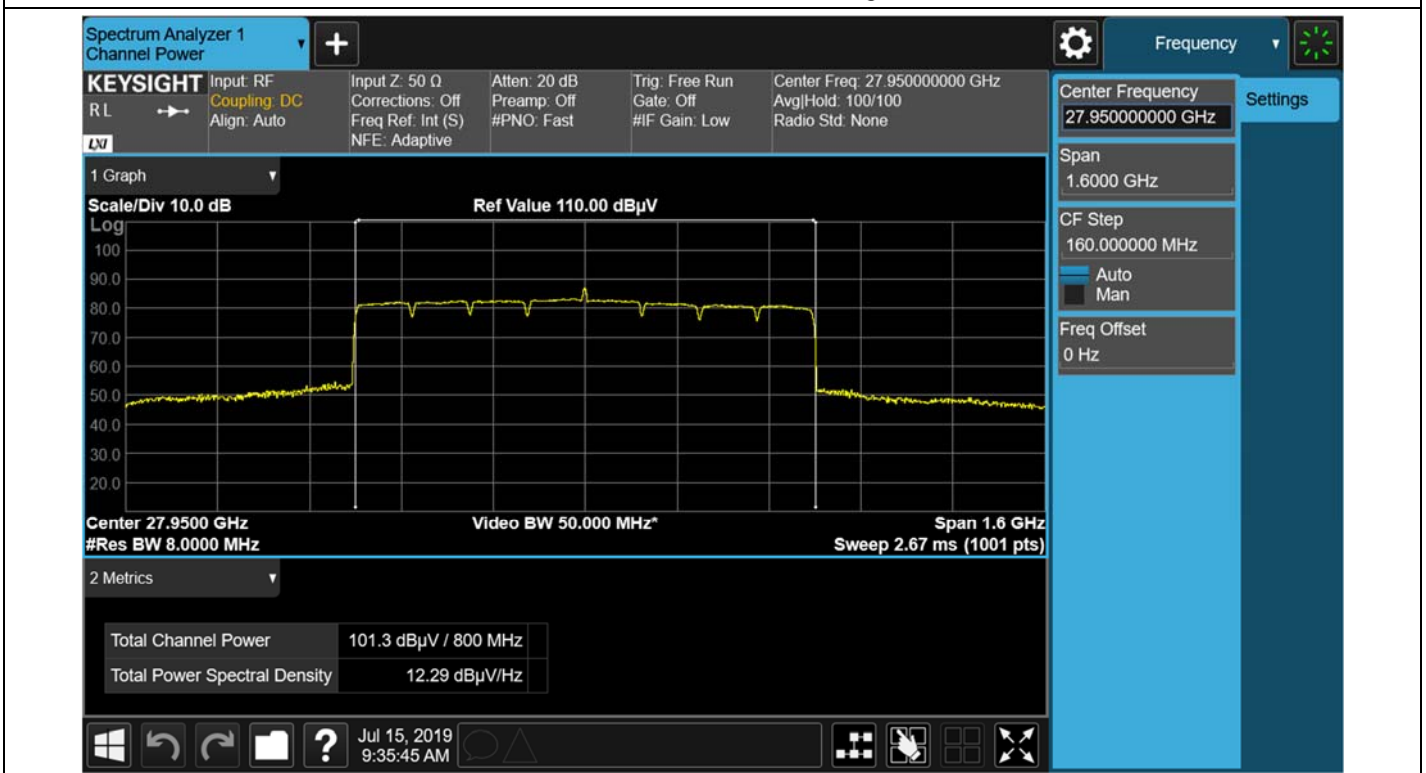 Spectrum Analyzer 1
Channel Power
+
Frequency
KEYSIGHT
RL
LXI
Input: RF
Coupling: DC
Align: Auto
Input Z: 50 Ω
Corrections: Off
Freq Ref: Int (S)
NFE: Adaptive
Atten: 20 dB
Preamp: Off
#PNO: Fast
Trig: Free Run
Gate: Off
#IF Gain: Low
Center Freq: 27.950000000 GHz
Avg|Hold: 100/100
Radio Std: None
Center Frequency
27.950000000 GHz
Settings
Span
1.6000 GHz
CF Step
160.000000 MHz
Auto
Man
Freq Offset
0 Hz
1 Graph
Scale/Div 10.0 dB
Ref Value 110.00 dBµV
Log
100
90.0
80.0
70.0
60.0
50.0
40.0
30.0
20.0
Center 27.9500 GHz
Video BW 50.000 MHz*
Span 1.6 GHz
#Res BW 8.0000 MHz
Sweep 2.67 ms (1001 pts)
2 Metrics
Total Channel Power 101.3 dBµV / 800 MHz
Total Power Spectral Density 12.29 dBµV/Hz
?
Jul 15, 2019
9:35:45 AM